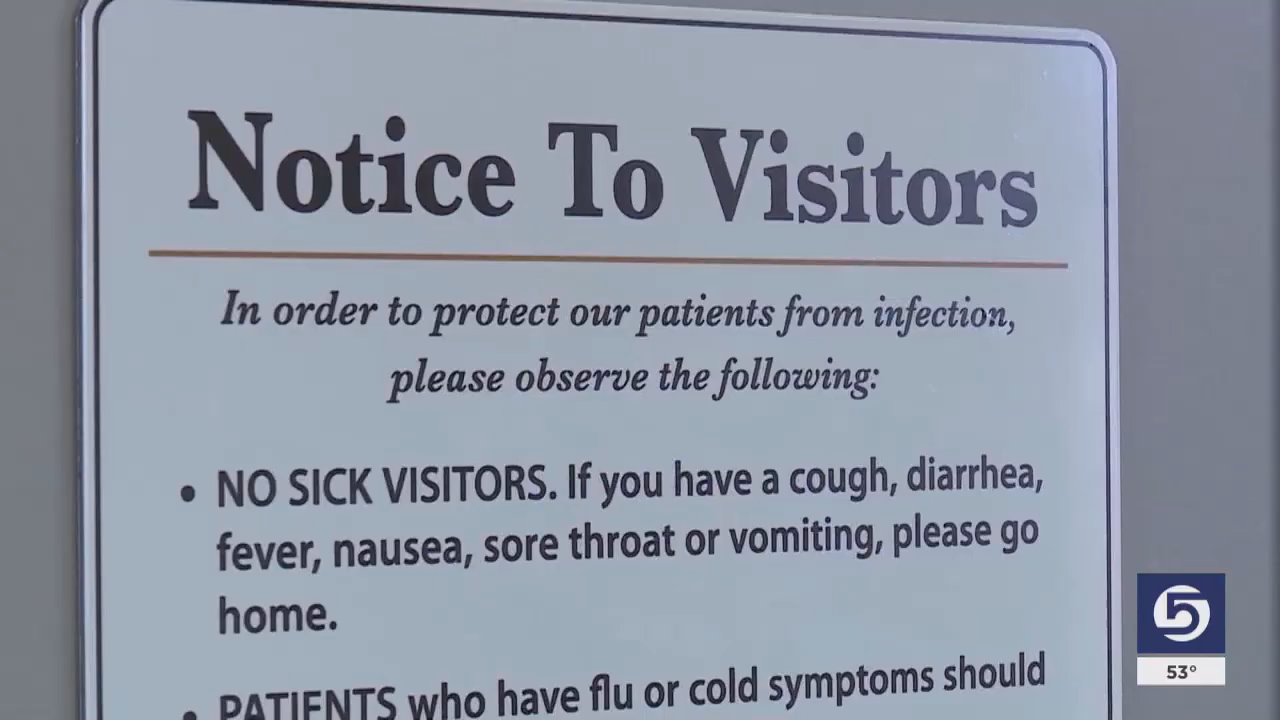 Notice To Visitors
In order to protect our patients from infection,
please observe the following:
• NO SICK VISITORS. If you have a cough, diarrhea,
fever, nausea, sore throat or vomiting, please go
home.
• PATIENTS who have flu or cold symptoms should
5
53°